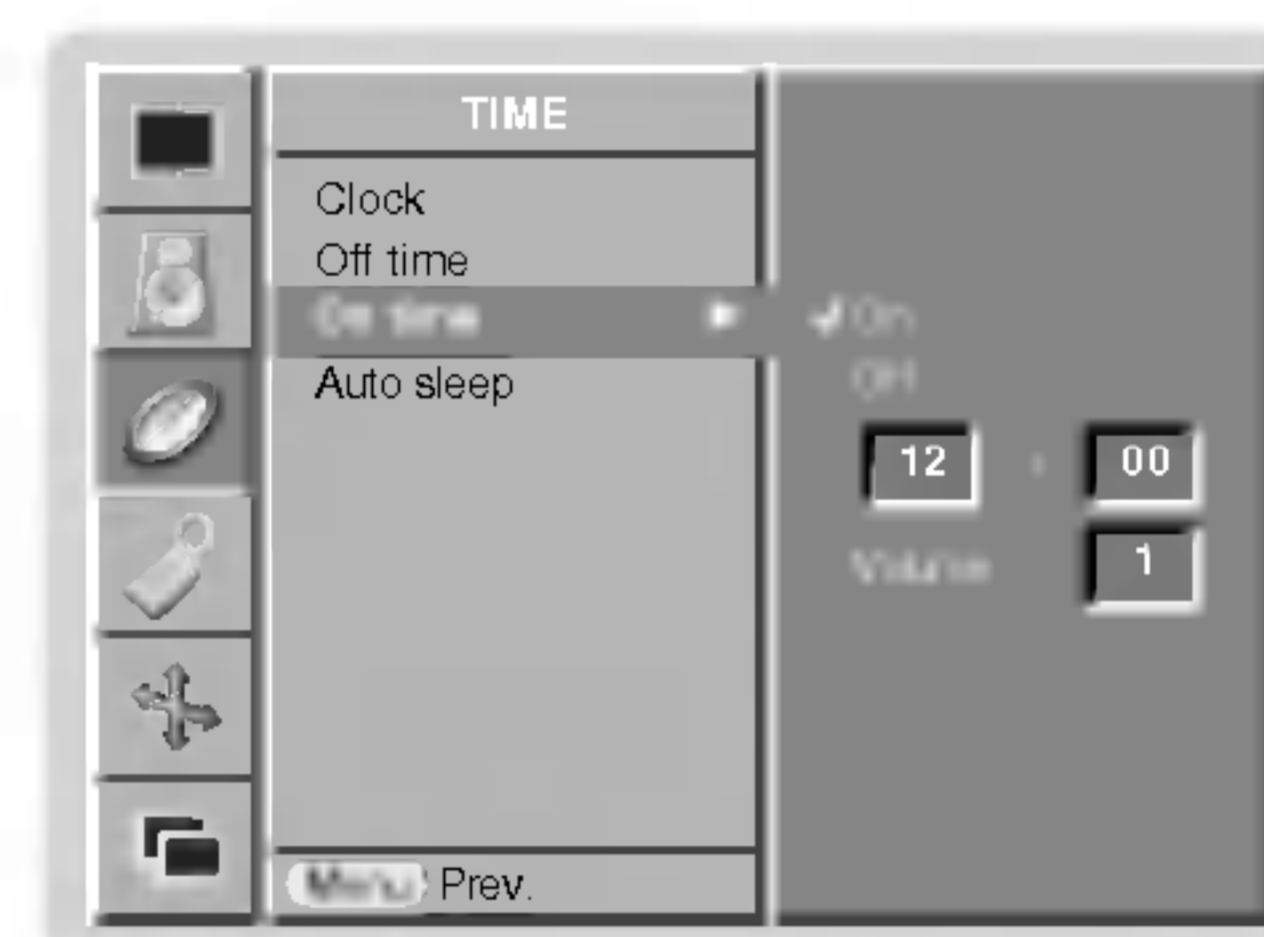 TIME
Clock
Off time
On time
✓On
Off
12 : 00
Volume 1
Menu Prev.
Auto sleep